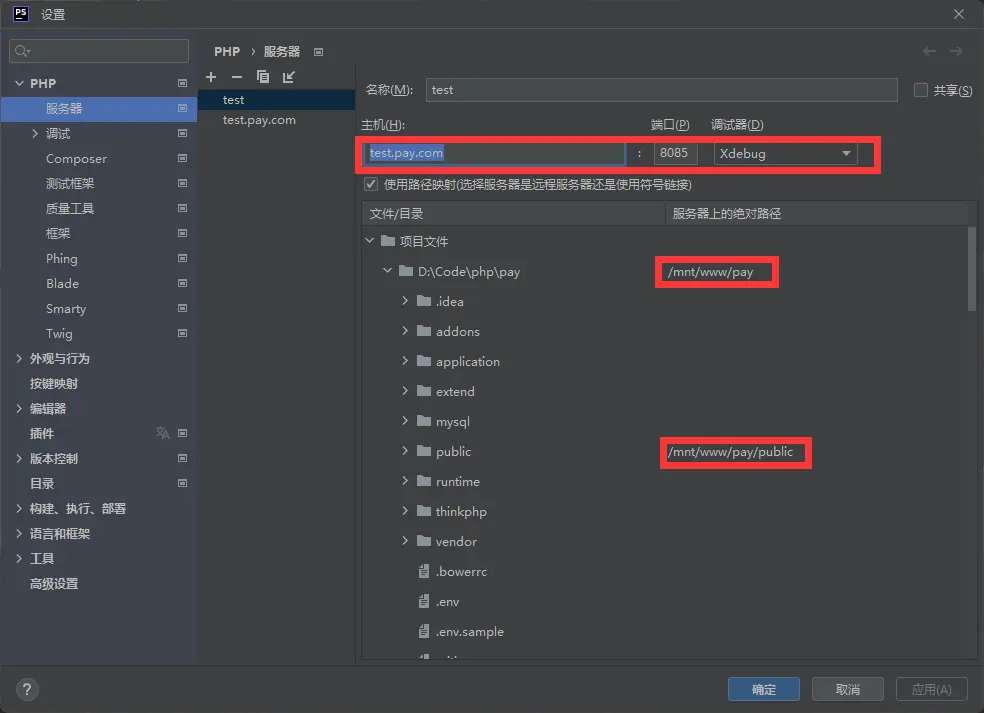 PS 设置
PHP › 服务器
PHP
服务器
调试
Composer
测试框架
质量工具
框架
Phing
Blade
Smarty
Twig
外观与行为
按键映射
编辑器
插件
版本控制
目录
构建、执行、部署
语言和框架
工具
高级设置
test
test.pay.com
名称(M): test 共享(S)
主机(H): 端口(P) 调试器(D)
test.pay.com : 8085 Xdebug
使用路径映射(选择服务器是远程服务器还是使用符号链接)
文件/目录 服务器上的绝对路径
项目文件
D:\Code\php\pay /mnt/www/pay
.idea
addons
application
extend
mysql
public /mnt/www/pay/public
runtime
thinkphp
vendor
.bowerrc
.env
.env.sample
? 确定 取消 应用(A)